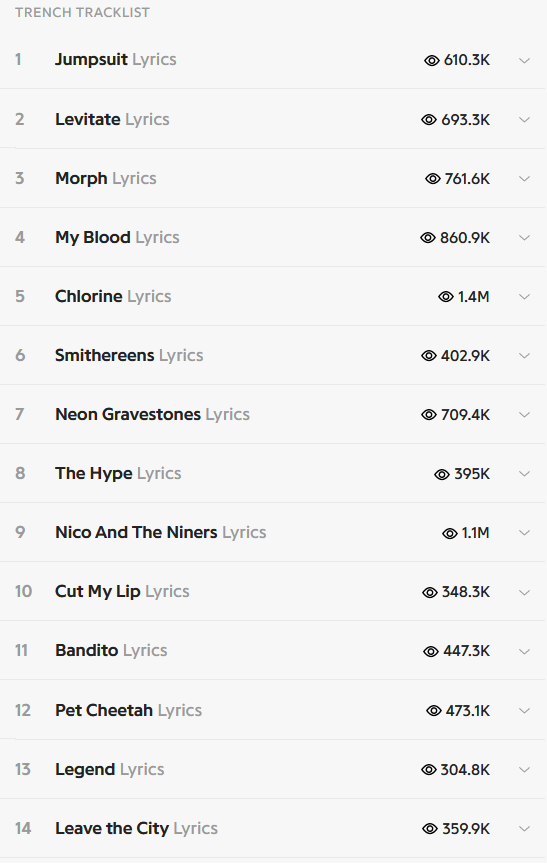 TRENCH TRACKLIST
1 Jumpsuit Lyrics 610.3K
2 Levitate Lyrics 693.3K
3 Morph Lyrics 761.6K
4 My Blood Lyrics 860.9K
5 Chlorine Lyrics 1.4M
6 Smithereens Lyrics 402.9K
7 Neon Gravestones Lyrics 709.4K
8 The Hype Lyrics 395K
9 Nico And The Niners Lyrics 1.1M
10 Cut My Lip Lyrics 348.3K
11 Bandito Lyrics 447.3K
12 Pet Cheetah Lyrics 473.1K
13 Legend Lyrics 304.8K
14 Leave the City Lyrics 359.9K